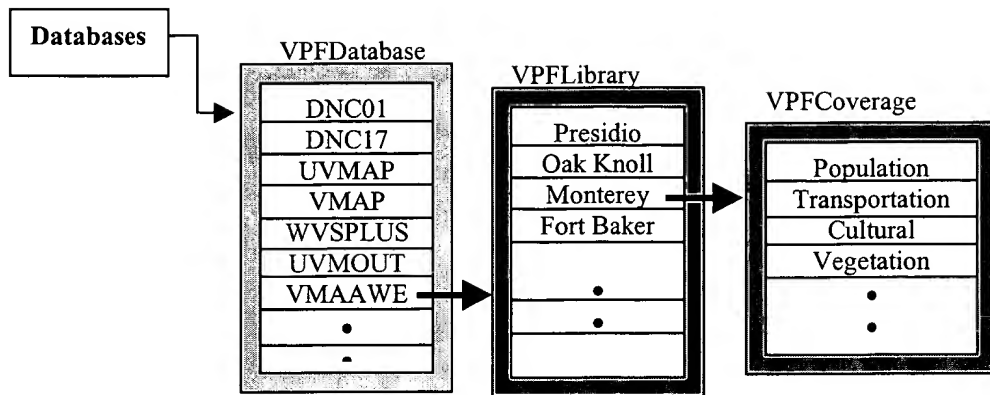 Databases
VPFDatabase
DNC01
DNC17
UVMAP
VMAP
WVSPLUS
UVMOUT
VMAAWE
VPFLibrary
Presidio
Oak Knoll
Monterey
Fort Baker
VPFCoverage
Population
Transportation
Cultural
Vegetation